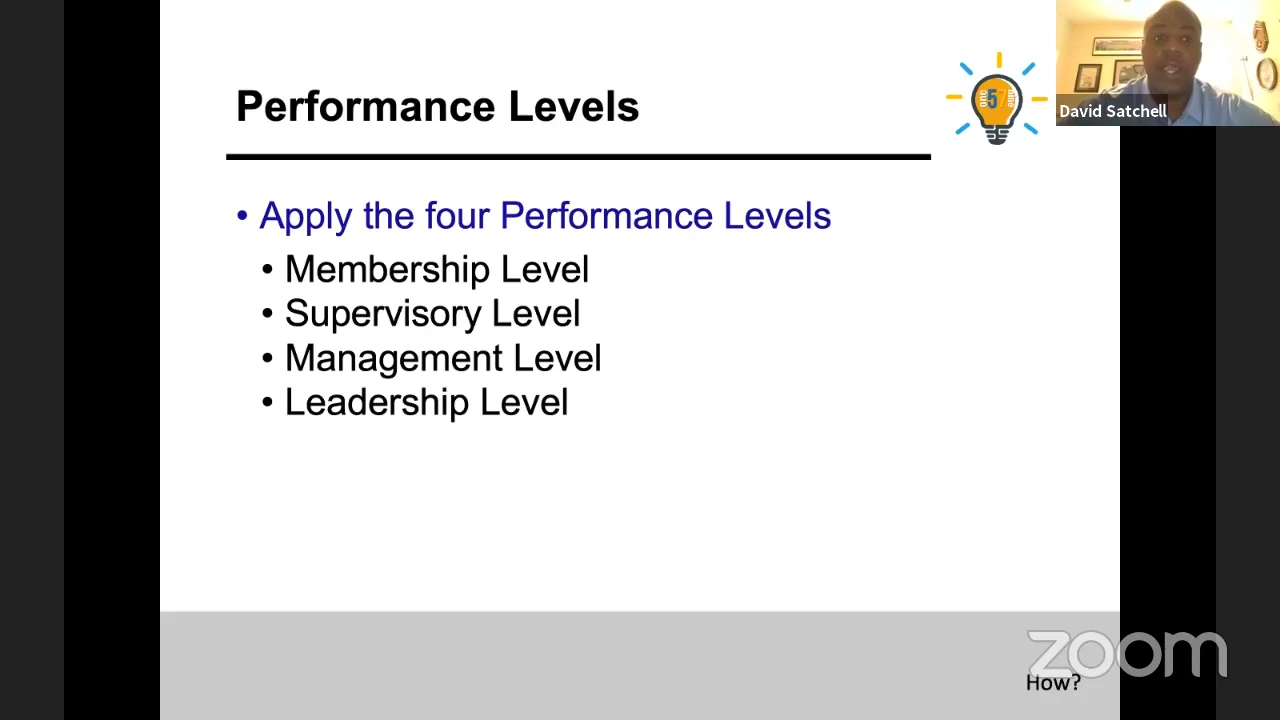 David Satchell
Performance Levels
57
• Apply the four Performance Levels
• Membership Level
• Supervisory Level
• Management Level
• Leadership Level
zoom
How?